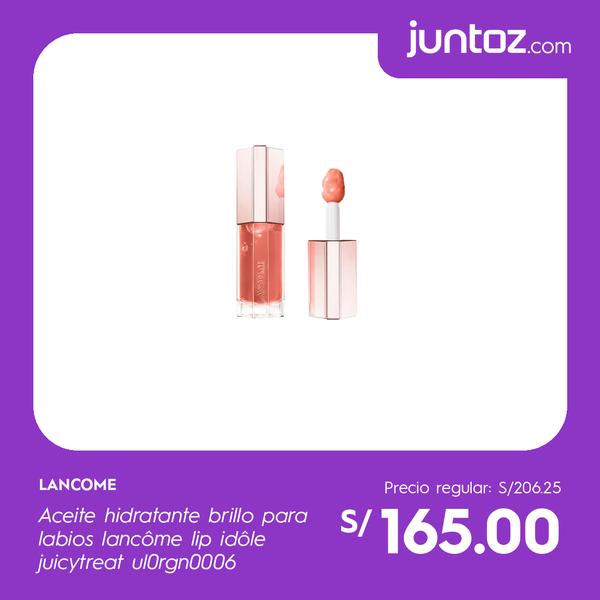 juntoz.com
LANCÔME
LANCOME
Precio regular: S/206.25
Aceite hidratante brillo para
labios lancôme lip idôle
juicytreat ul0rgn0006
S/165.00